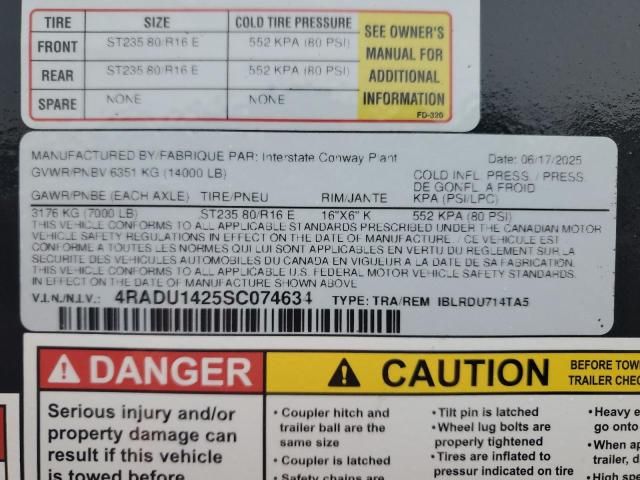 TIRE SIZE COLD TIRE PRESSURE
FRONT ST235 80/R16 E 552 KPA (80 PSI)
REAR ST235 80/R16 E 552 KPA (80 PSI)
SPARE NONE NONE
SEE OWNER'S
MANUAL FOR
ADDITIONAL
INFORMATION
FD-320
MANUFACTURED BY/FABRIQUE PAR: Interstate Conway Plant Date: 06/17/2025
GVWR/PNBV 6351 KG (14000 LB) COLD INFL. PRESS. / PRESS.
DE GONFL. A FROID
GAWR/PNBE (EACH AXLE) TIRE/PNEU RIM/JANTE KPA (PSI/LPC)
3176 KG (7000 LB) ST235 80/R16 E 16"X6" K 552 KPA (80 PSI)
THIS VEHICLE CONFORMS TO ALL APPLICABLE STANDARDS PRESCRIBED UNDER THE CANADIAN MOTOR
VEHICLE SAFETY REGULATIONS IN EFFECT ON THE DATE OF MANUFACTURE. / CE VEHICULE EST
CONFORME A TOUTES LES NORMES QUI LUI SONT APPLICABLES EN VERTU DU REGLEMENT SUR LA
SECURITE DES VEHICULES AUTOMOBILES DU CANADA EN VIGUEUR A LA DATE DE SA FABRICATION.
THIS VEHICLE CONFORMS TO ALL APPLICABLE U.S. FEDERAL MOTOR VEHICLE SAFETY STANDARDS.
IN EFFECT ON THE DATE OF MANUFACTURE SHOWN ABOVE
V.I.N./N.I.V.: 4RADU1425SC074634 TYPE: TRA/REM IBLRDU714TA5
DANGER
Serious injury and/or
property damage can
result if this vehicle
is towed before
CAUTION
BEFORE TOW
TRAILER CHEC
• Coupler hitch and
trailer ball are the
same size
• Coupler is latched
• Safety chains are
• Tilt pin is latched
• Wheel lug bolts are
properly tightened
• Tires are inflated to
pressur indicated on tire
• Heavy e
go onto
• When ap
trailer, d
• High spe